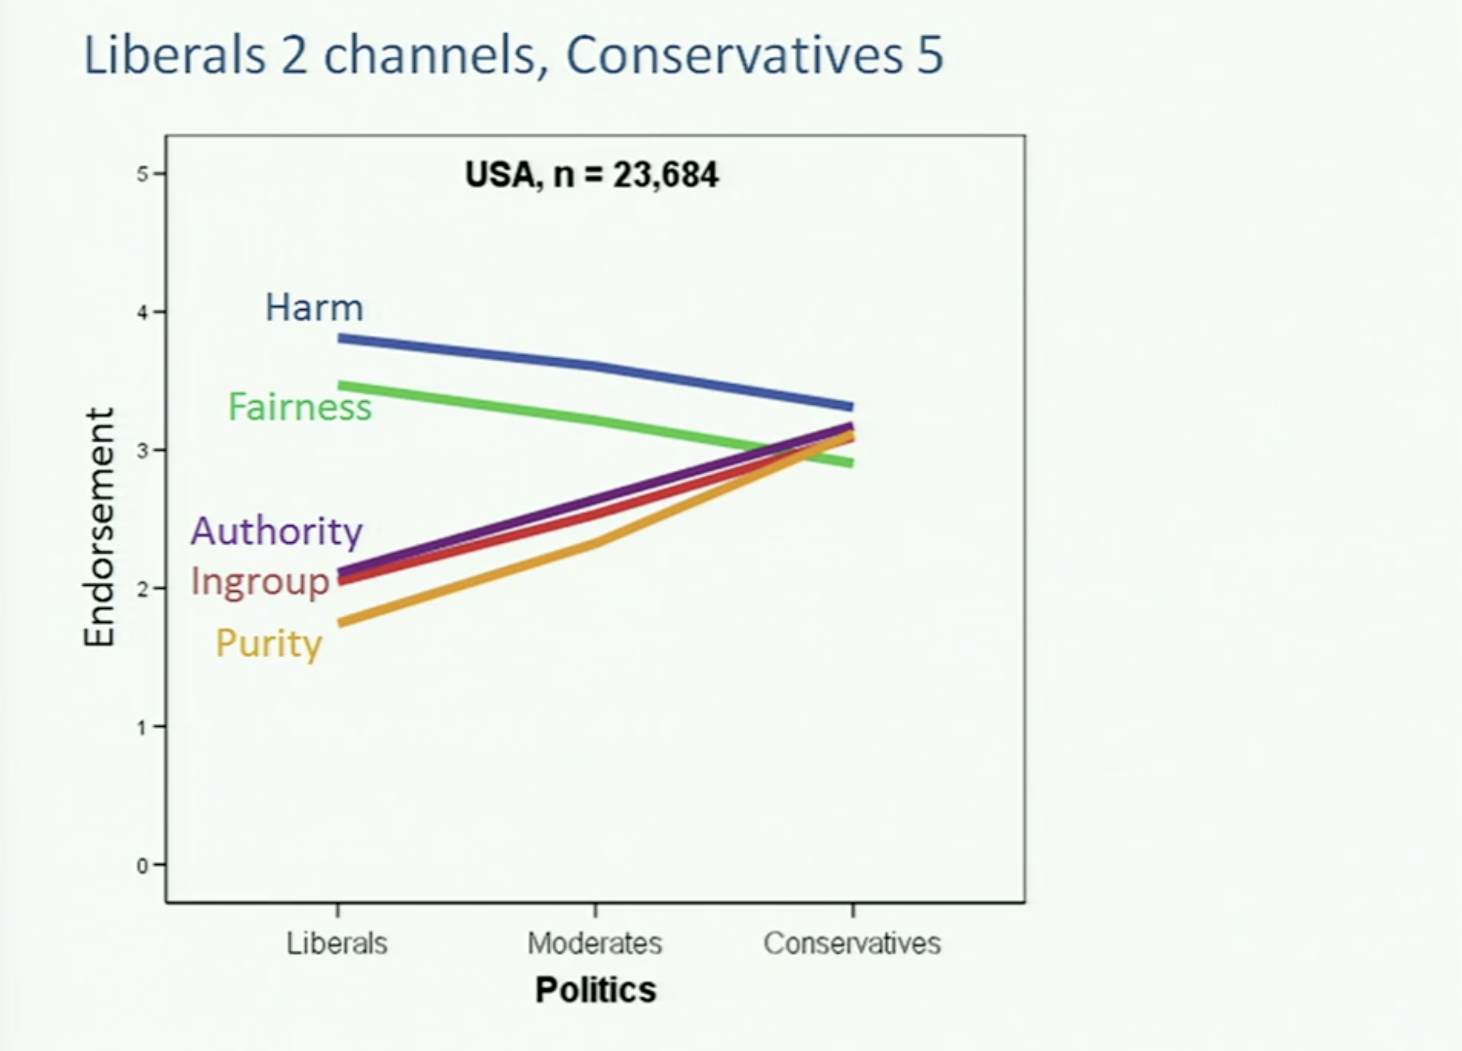 Liberals 2 channels, Conservatives 5
USA, n = 23,684
5
4
3
2
1
0
Endorsement
Harm
Fairness
Authority
Ingroup
Purity
Liberals Moderates Conservatives
Politics